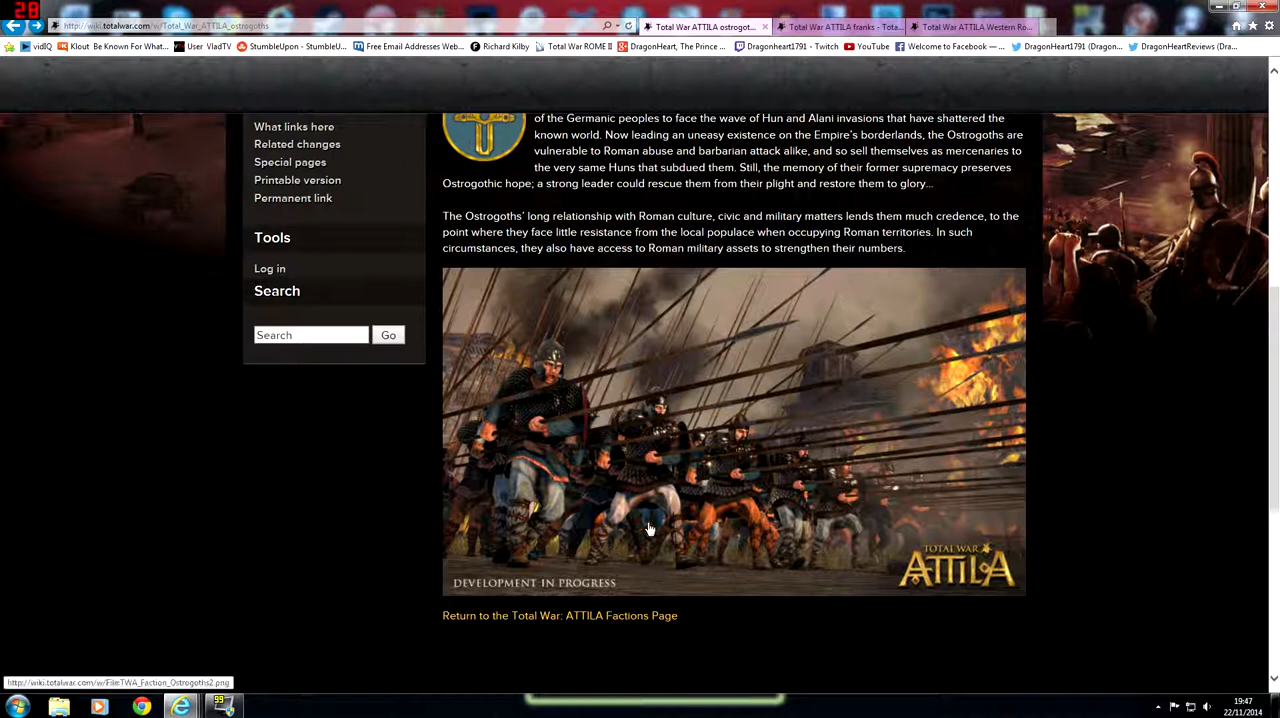 28
http://wiki.totalwar.com/w/Total_War_ATTILA_ostrogoths
Total War ATTILA ostrogot...
Total War ATTILA franks - Tota...
Total War ATTILA Western Ro...
vidIQ
Klout Be Known For What...
User VladTV
StumbleUpon - StumbleU...
Free Email Addresses Web...
Richard Kilby
Total War ROME II
DragonHeart, The Prince ...
Dragonheart1791 - Twitch
YouTube
Welcome to Facebook — ...
DragonHeart1791 (Dragon...
DragonHeartReviews (Dra...
What links here
Related changes
Special pages
Printable version
Permanent link
Tools
Log in
Search
Search
Go
of the Germanic peoples to face the wave of Hun and Alani invasions that have shattered the
known world. Now leading an uneasy existence on the Empire's borderlands, the Ostrogoths are
vulnerable to Roman abuse and barbarian attack alike, and so sell themselves as mercenaries to
the very same Huns that subdued them. Still, the memory of their former supremacy preserves
Ostrogothic hope; a strong leader could rescue them from their plight and restore them to glory...
The Ostrogoths' long relationship with Roman culture, civic and military matters lends them much credence, to the
point where they face little resistance from the local populace when occupying Roman territories. In such
circumstances, they also have access to Roman military assets to strengthen their numbers.
DEVELOPMENT IN PROGRESS
TOTAL WAR
ATTILA
Return to the Total War: ATTILA Factions Page
http://wiki.totalwar.com/w/File:TWA_Faction_Ostrogoths2.png
99
19:47
22/11/2014